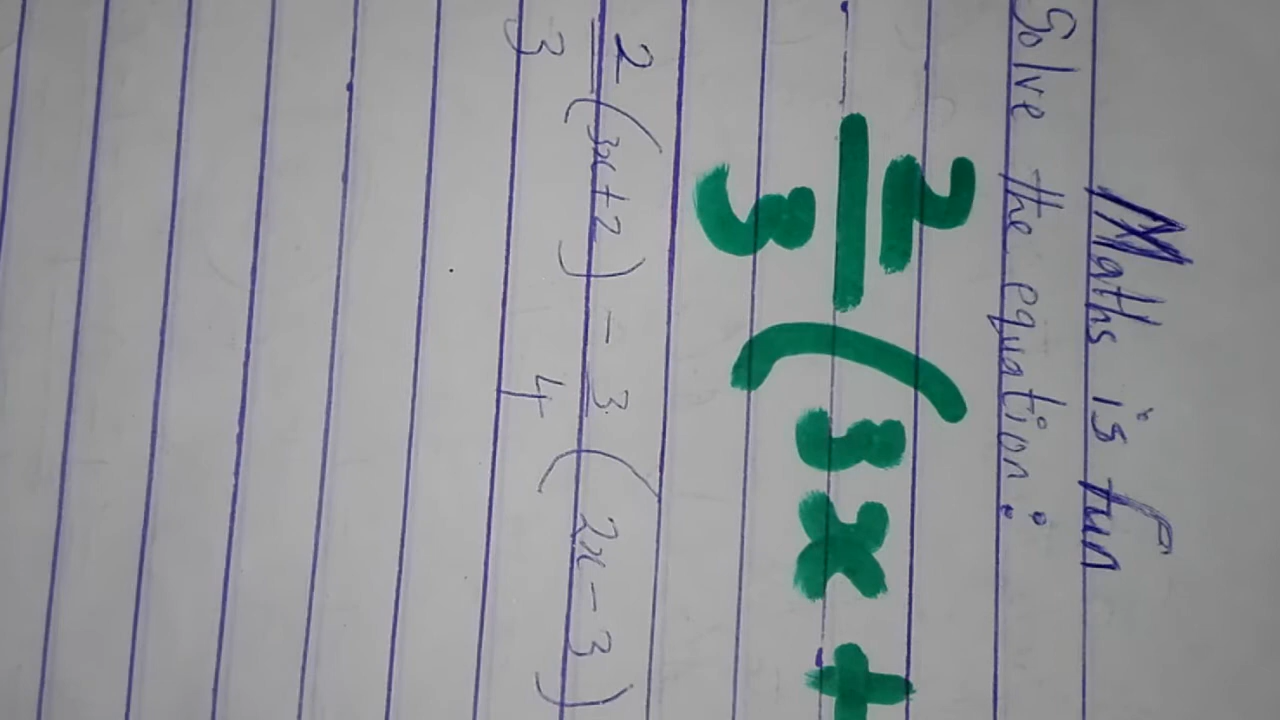 Maths is fun
Solve the equation:
2/3 (3x +
2/3 (3x+2) - 3/4 (2x-3)